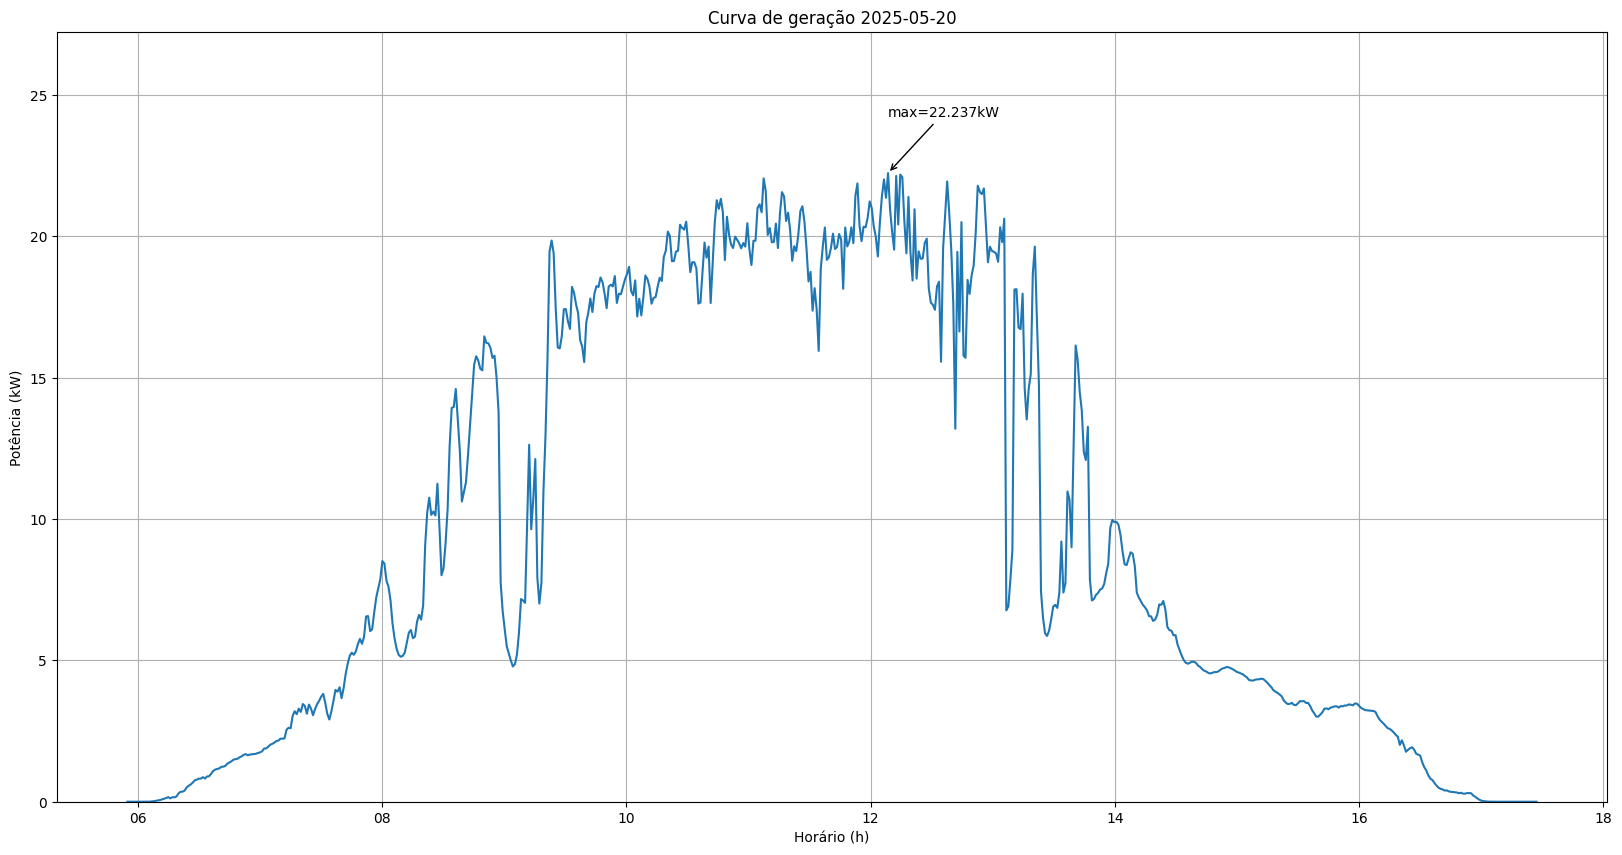 Curva de geração 2025-05-20
max=22.237kW
Potência (kW)
25
20
15
10
5
0
06 08 10 12 14 16 18
Horário (h)